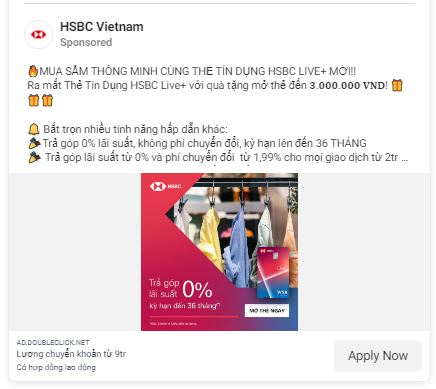 HSBC Vietnam
Sponsored
🔥MUA SẮM THÔNG MINH CÙNG THẺ TÍN DỤNG HSBC LIVE+ MỚI!!
Ra mắt Thẻ Tín Dụng HSBC Live+ với quà tặng mở thẻ đến 3.000.000 VND! 🎁
🎁🎁
🔔 Bắt trọn nhiều tính năng hấp dẫn khác:
🎉Trả góp 0% lãi suất, không phí chuyển đổi, kỳ hạn lên đến 36 THÁNG
🎉 Trả góp lãi suất từ 0% và phí chuyển đổi từ 1,99% cho mọi giao dịch từ 2tr ...
HSBC
Trả góp
lãi suất 0%
kỳ hạn đến 36 tháng*
VISA
MỞ THẺ NGAY
AD.DOUBLECLICK.NET
Lương chuyển khoản từ 9tr
Có hợp đồng lao động
Apply Now